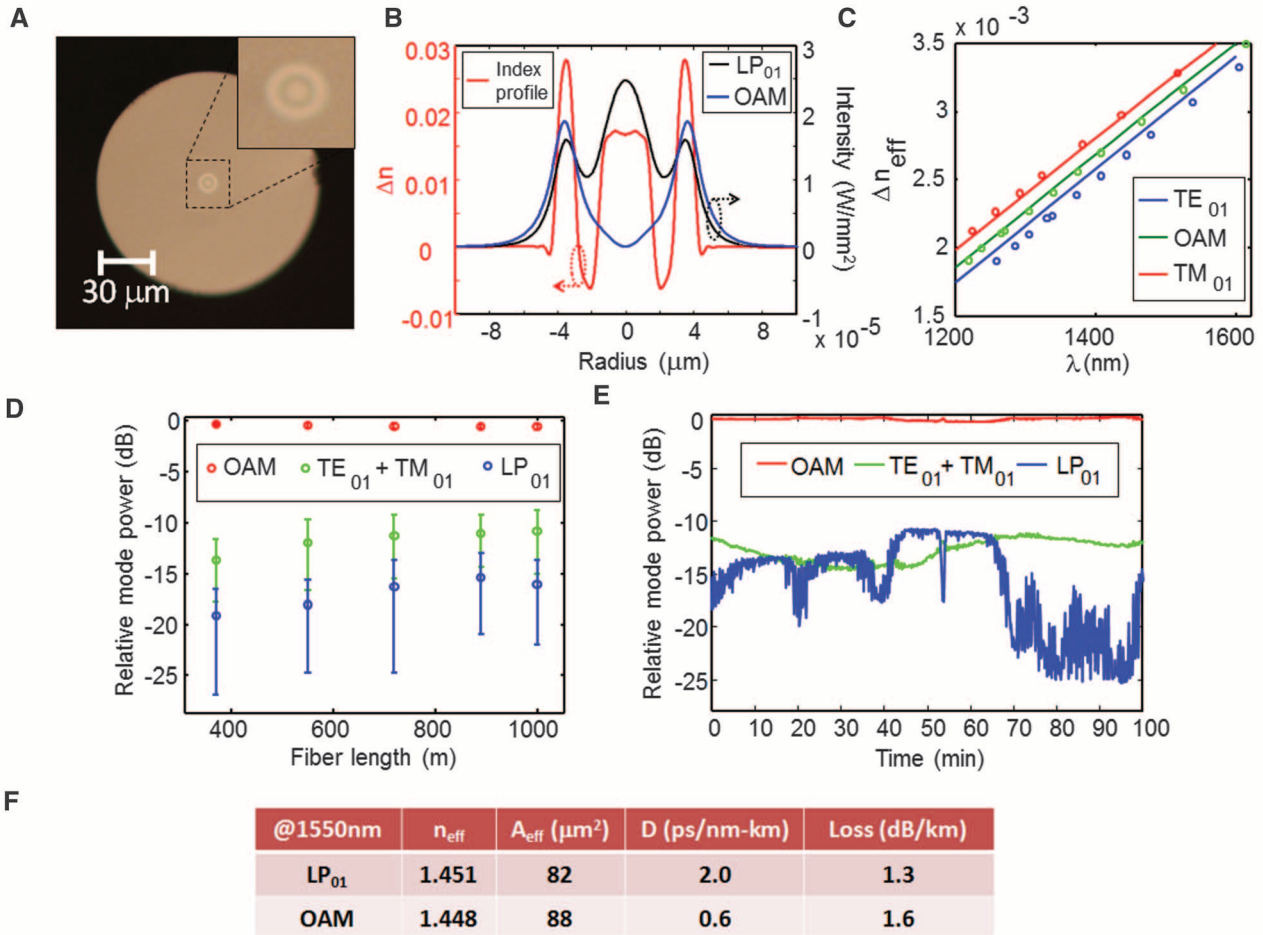 A
30 μm
B
0.03
0.02
0.01
0
-0.01
Δn
Index
profile
LP01
OAM
3
2
1
0
-1
x 10-5
Intensity (W/mm2)
-8 -4 0 4 8
Radius (μm)
C
x 10-3
3.5
3
2.5
2
1.5
Δ neff
TE 01
OAM
TM 01
1200 1400 1600
λ(nm)
D
0
-5
-10
-15
-20
-25
Relative mode power (dB)
OAM TE01 + TM01 LP01
400 600 800 1000
Fiber length (m)
E
0
-5
-10
-15
-20
-25
Relative mode power (dB)
OAM TE01+ TM01 LP01
0 10 20 30 40 50 60 70 80 90 100
Time (min)
F
@1550nm neff Aeff (μm2) D (ps/nm-km) Loss (dB/km)
LP01 1.451 82 2.0 1.3
OAM 1.448 88 0.6 1.6